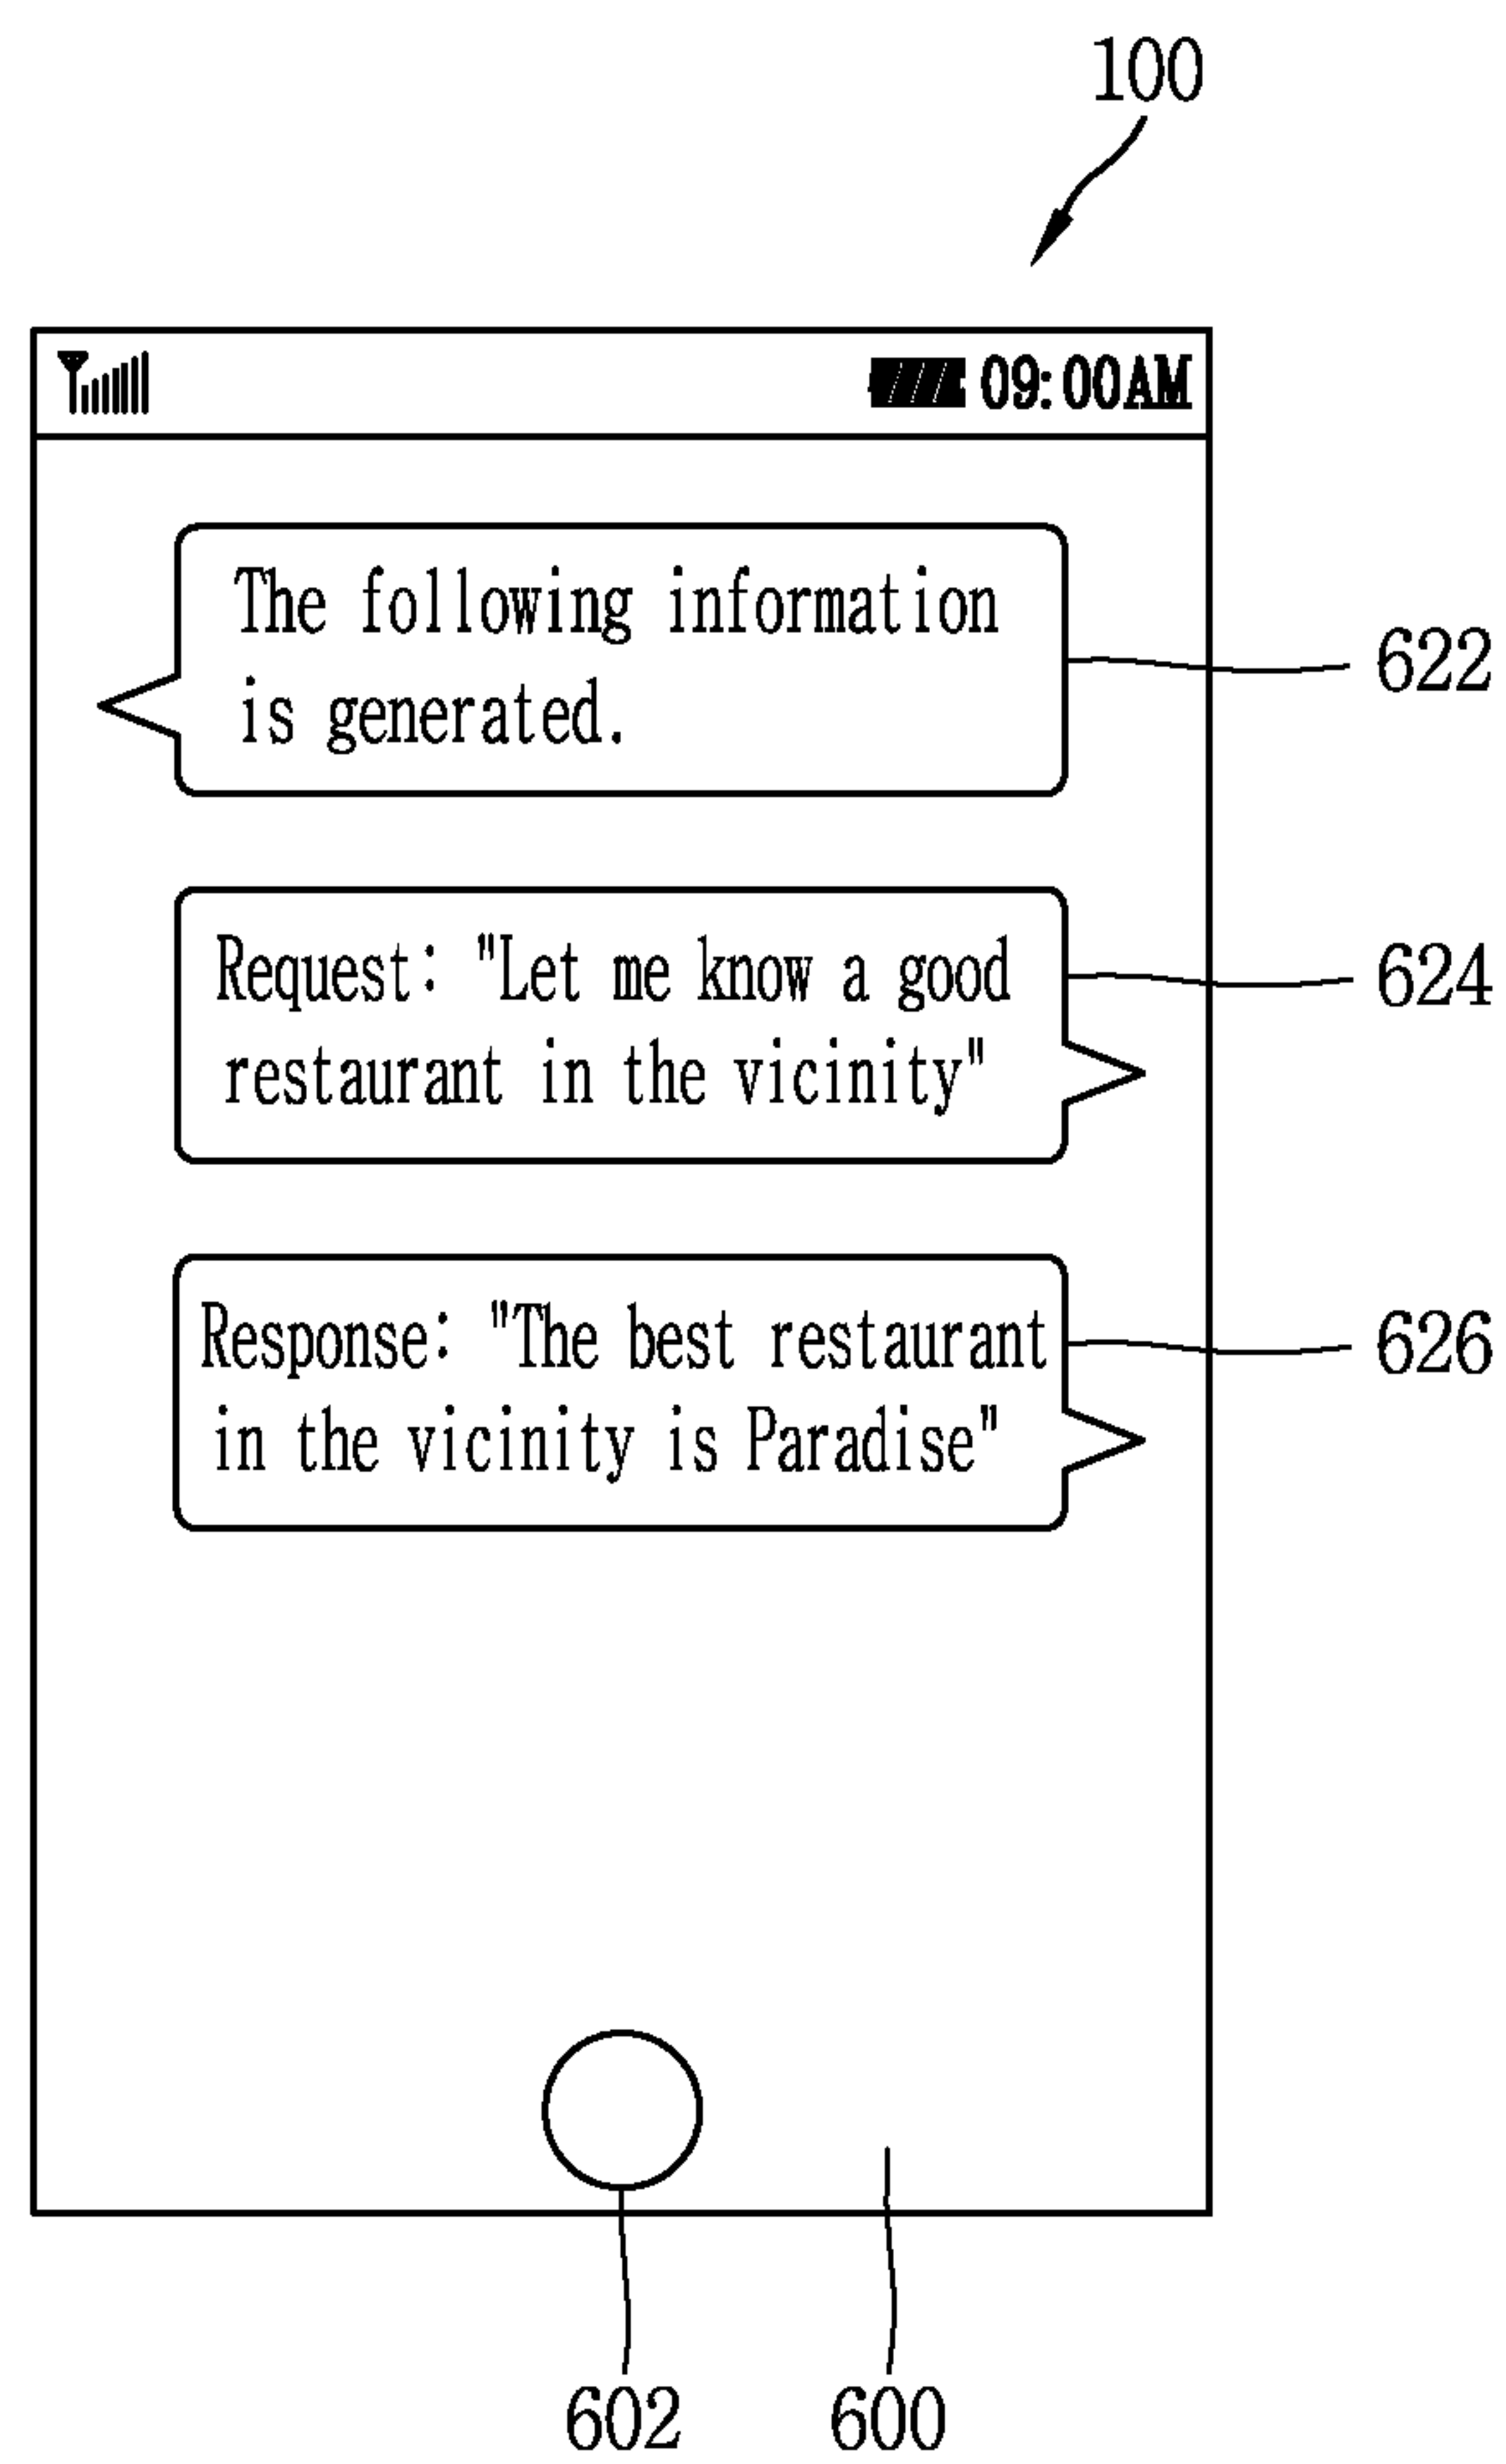 100
09:00AM
The following information
is generated.
622
Request: "Let me know a good
restaurant in the vicinity"
624
Response: "The best restaurant
in the vicinity is Paradise"
626
602
600